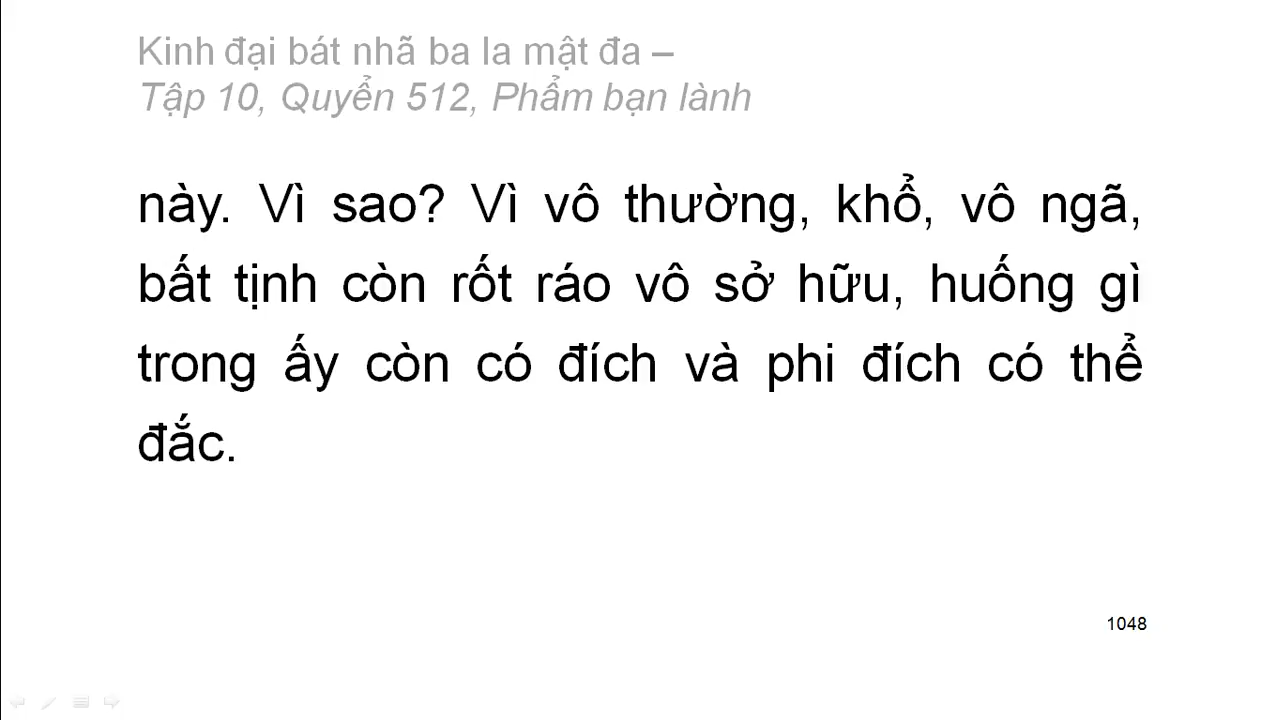 Kinh đại bát nhã ba la mật đa –
Tập 10, Quyển 512, Phẩm bạn lành
này. Vì sao? Vì vô thường, khổ, vô ngã,
bất tịnh còn rốt ráo vô sở hữu, huống gì
trong ấy còn có đích và phi đích có thể
đắc.
1048